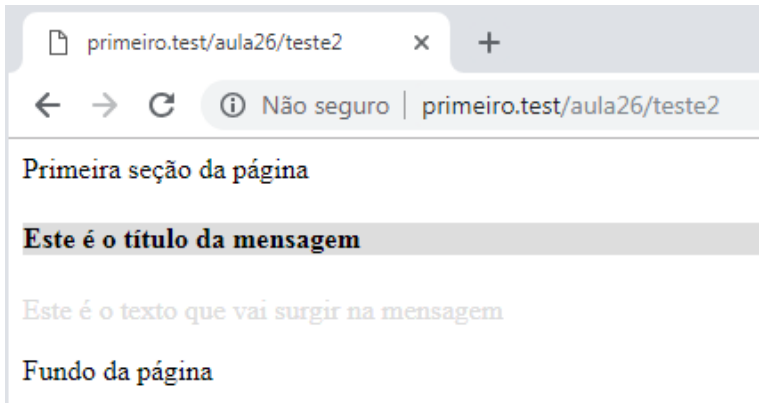 primeiro.test/aula26/teste2
Não seguro | primeiro.test/aula26/teste2
Primeira seção da página
Este é o título da mensagem
Este é o texto que vai surgir na mensagem
Fundo da página